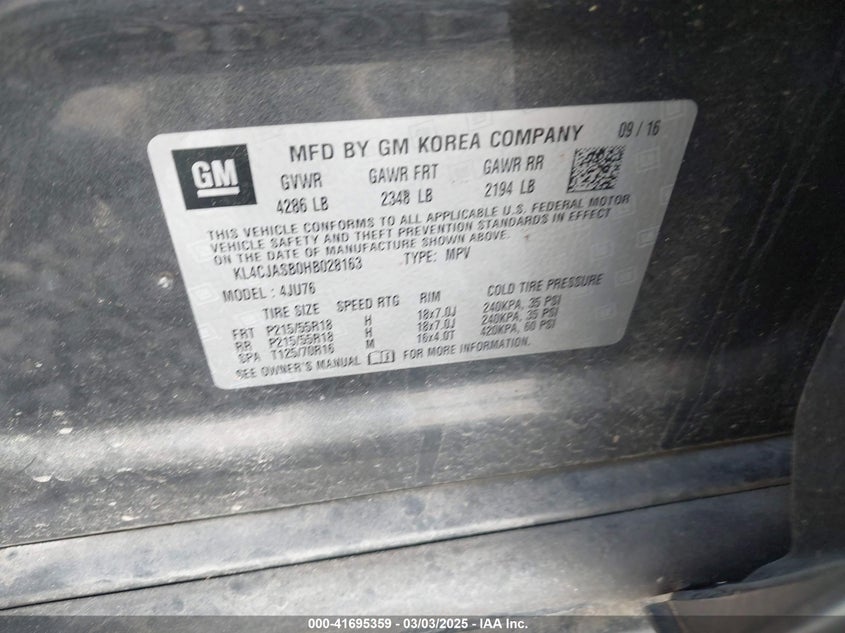 GM
MFD BY GM KOREA COMPANY 09 / 16
GVWR GAWR FRT GAWR RR
4286 LB 2348 LB 2194 LB
THIS VEHICLE CONFORMS TO ALL APPLICABLE U.S. FEDERAL MOTOR
VEHICLE SAFETY AND THEFT PREVENTION STANDARDS IN EFFECT
ON THE DATE OF MANUFACTURE SHOWN ABOVE.
KL4CJASB0HB028163 TYPE: MPV
MODEL : 4JU76
TIRE SIZE SPEED RTG RIM COLD TIRE PRESSURE
FRT P215/55R18 H 18x7.0J 240KPA, 35 PSI
RR P215/55R18 H 18x7.0J 240KPA, 35 PSI
SPA T125/70R16 M 16x4.0T 420KPA, 60 PSI
SEE OWNER'S MANUAL FOR MORE INFORMATION.
000-41695359 - 03/03/2025 - IAA Inc.